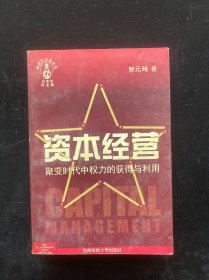 郭元晞 著
资本经营
聚变时代中权力的获得与利用
CAPITAL
MANAGEMENT
西南财经大学出版社